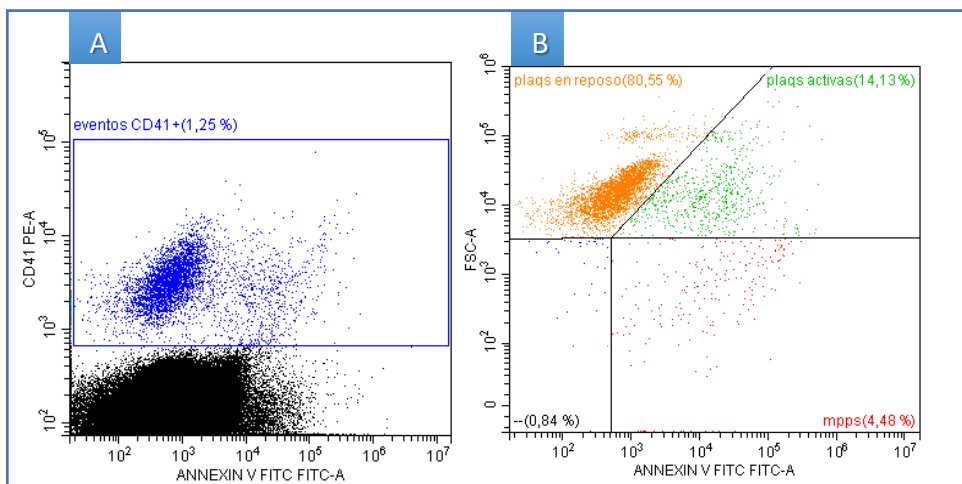 A
eventos CD41+(1,25 %)
CD41 PE-A
10^5
10^4
10^3
10^2
10^2
10^3
10^4
10^5
10^6
10^7
ANNEXIN V FITC FITC-A
B
plaqs en reposo(80,55 %)
plaqs activas(14,13 %)
FSC-A
10^6
10^5
10^4
10^3
10^2
0
--(0,84 %)
mpps(4,48 %)
10^2
10^3
10^4
10^5
10^6
10^7
ANNEXIN V FITC FITC-A